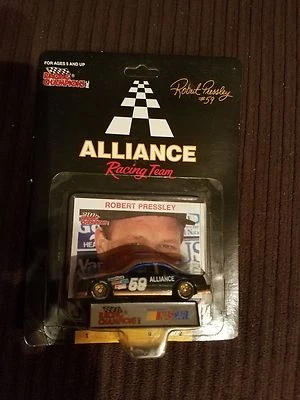 FOR AGES 5 AND UP
RACING
CHAMPIONS
Robert Pressley
#59
ALLIANCE
Racing Team
ROBERT PRESSLEY
59
ALLIANCE
RACING
CHAMPIONS
NASCAR